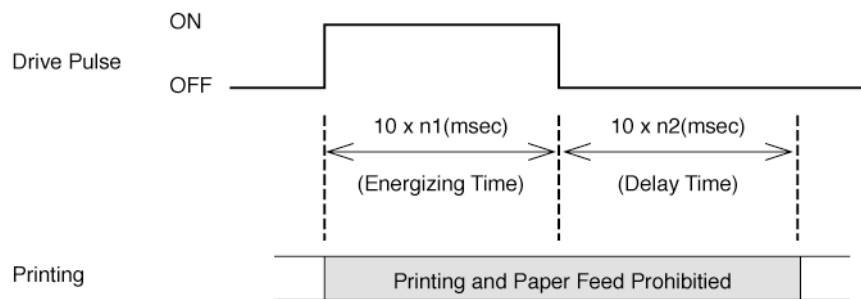 ON
Drive Pulse
OFF
10 x n1(msec) 10 x n2(msec)
(Energizing Time) (Delay Time)
Printing Printing and Paper Feed Prohibitied